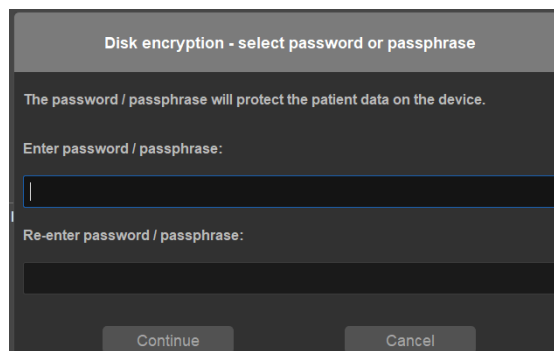 Disk encryption - select password or passphrase
The password / passphrase will protect the patient data on the device.
Enter password / passphrase:
Re-enter password / passphrase:
Continue Cancel